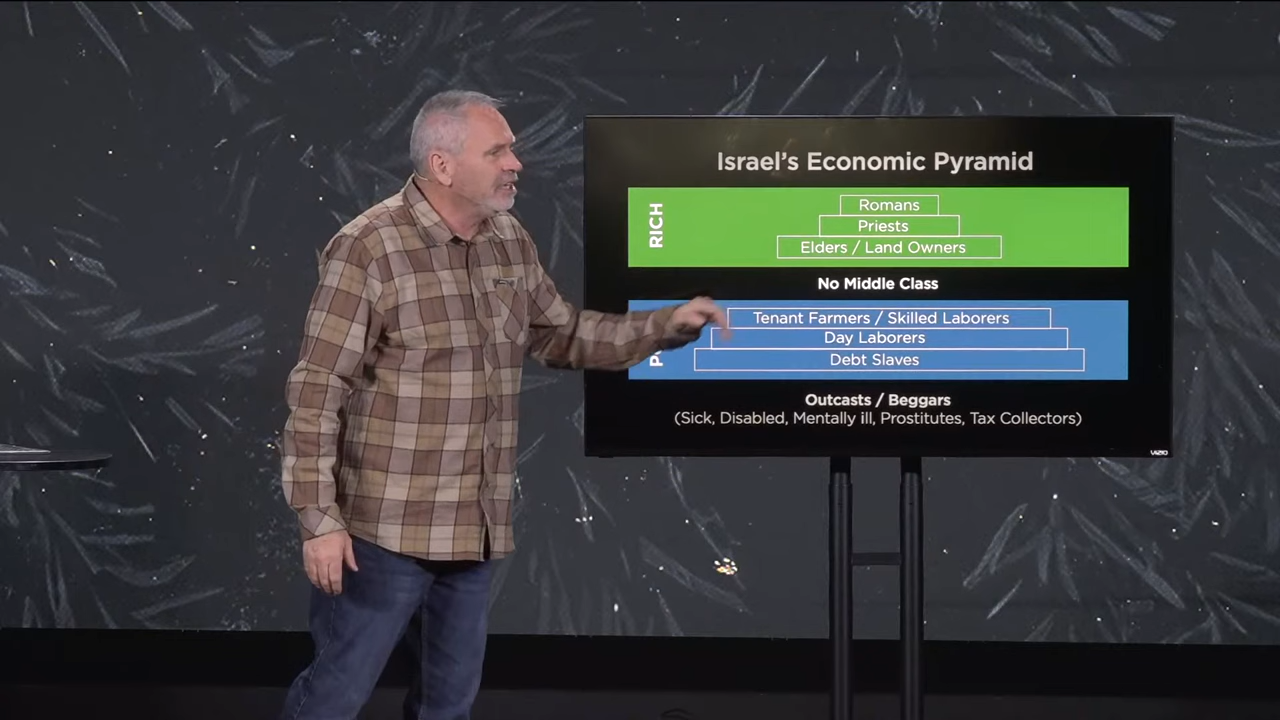 Israel's Economic Pyramid
RICH
Romans
Priests
Elders / Land Owners
No Middle Class
Tenant Farmers / Skilled Laborers
Day Laborers
Debt Slaves
Outcasts / Beggars
(Sick, Disabled, Mentally ill, Prostitutes, Tax Collectors)
VIZIO